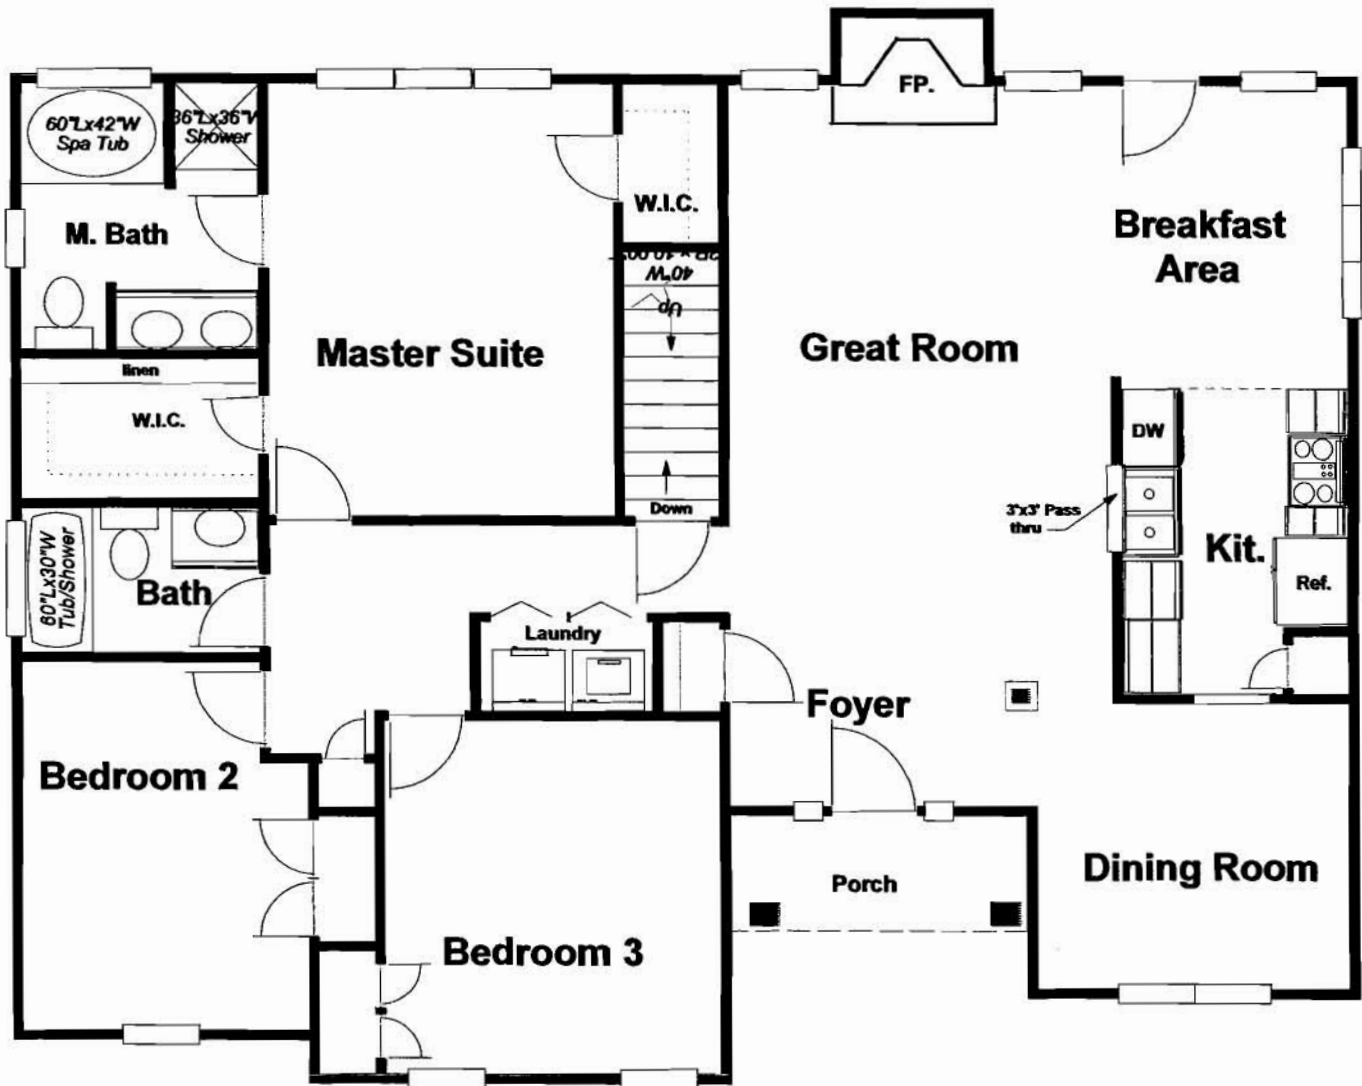 FP.
60"Lx42"W
Spa Tub
36"Lx36"W
Shower
W.I.C.
M. Bath
Breakfast
Area
40"W
Up
Master Suite
Great Room
linen
W.I.C.
DW
Down
3'x3' Pass
thru
Kit.
Ref.
60"Lx30"W
Tub/Shower
Bath
Laundry
Foyer
Bedroom 2
Dining Room
Porch
Bedroom 3